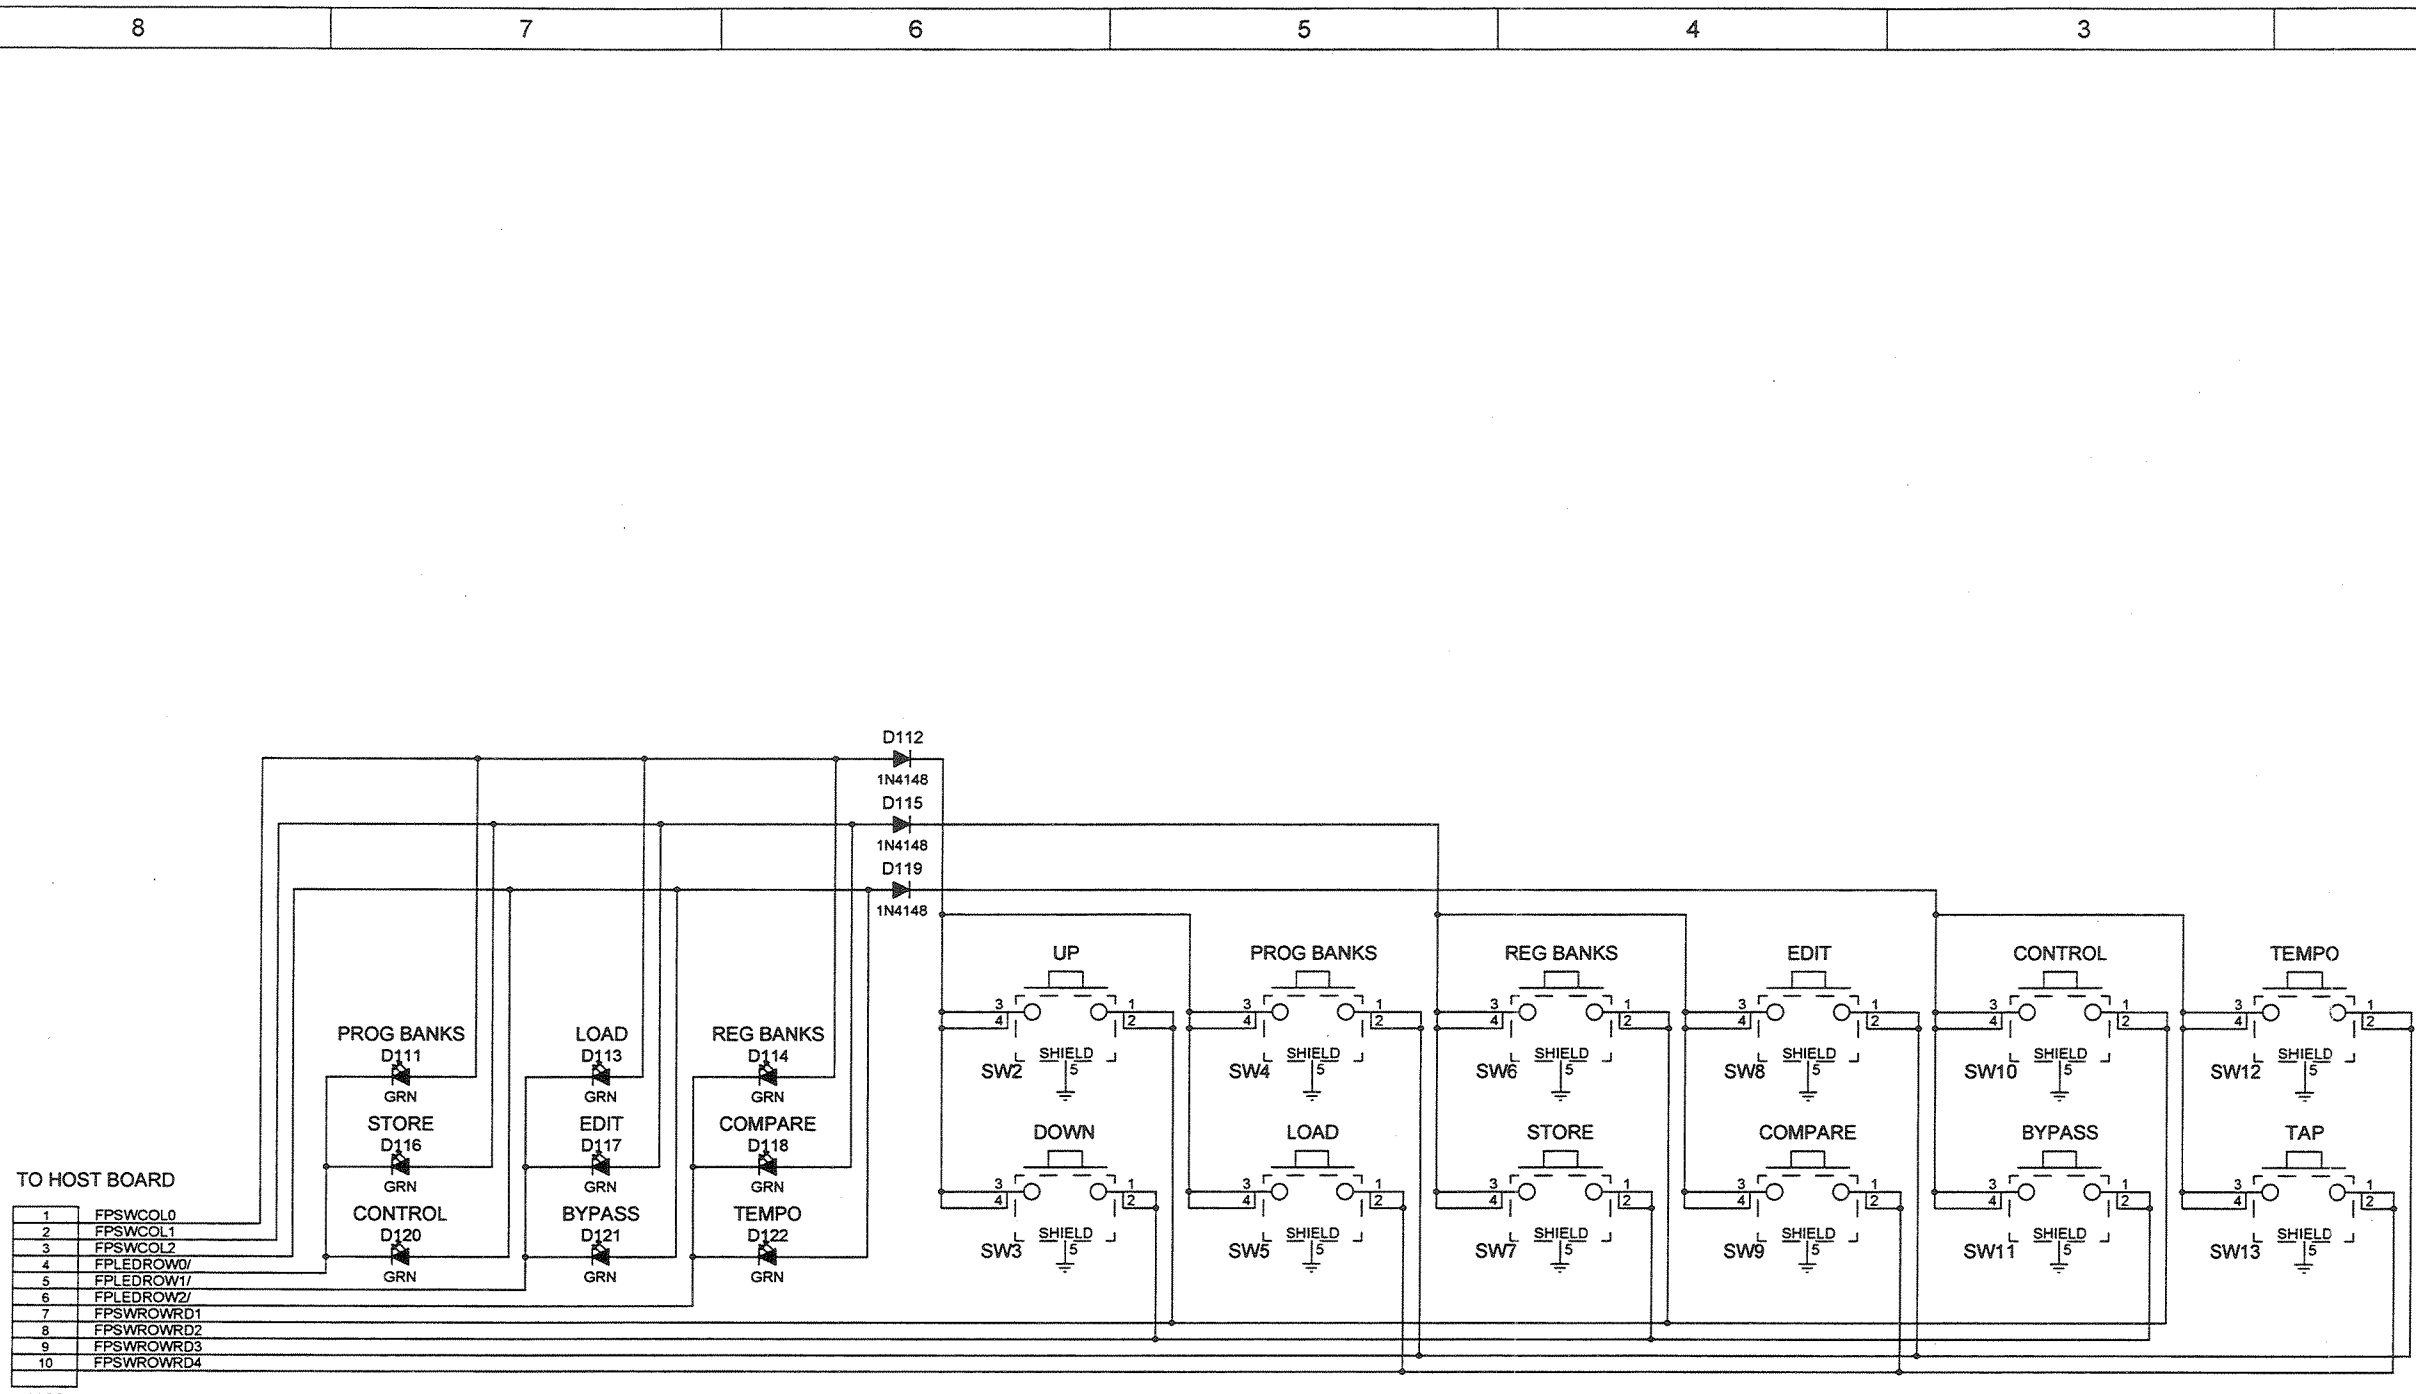 8 7 6 5 4 3
D112
1N4148
D115
1N4148
D119
1N4148
UP PROG BANKS REG BANKS EDIT CONTROL TEMPO
3 1 3 1 3 1 3 1 3 1 3 1
4 2 4 2 4 2 4 2 4 2 4 2
PROG BANKS LOAD REG BANKS
D111 D113 D114
SHIELD SHIELD SHIELD SHIELD SHIELD SHIELD
SW2 5 SW4 5 SW6 5 SW8 5 SW10 5 SW12 5
GRN GRN GRN
STORE EDIT COMPARE
DOWN LOAD STORE COMPARE BYPASS TAP
D116 D117 D118
TO HOST BOARD
GRN GRN GRN
3 1 3 1 3 1 3 1 3 1 3 1
4 2 4 2 4 2 4 2 4 2 4 2
CONTROL BYPASS TEMPO
D120 D121 D122
SHIELD SHIELD SHIELD SHIELD SHIELD SHIELD
SW3 5 SW5 5 SW7 5 SW9 5 SW11 5 SW13 5
GRN GRN GRN
1 FPSWCOL0
2 FPSWCOL1
3 FPSWCOL2
4 FPLEDROW0/
5 FPLEDROW1/
6 FPLEDROW2/
7 FPSWROWRD1
8 FPSWROWRD2
9 FPSWROWRD3
10 FPSWROWRD4